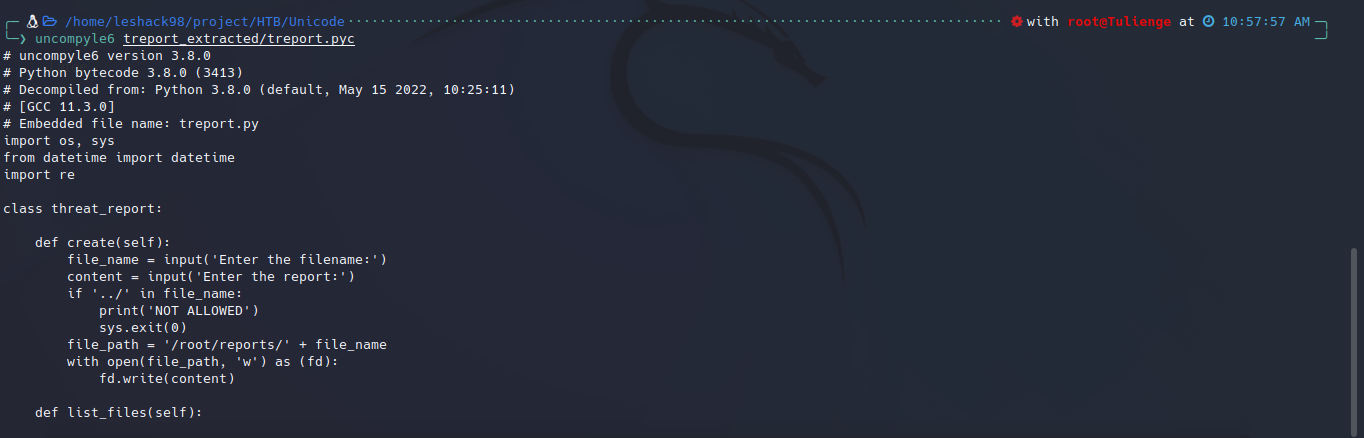 /home/leshack98/project/HTB/Unicode with root@Tulienge at 10:57:57 AM
❯ uncompyle6 treport_extracted/treport.pyc
# uncompyle6 version 3.8.0
# Python bytecode 3.8.0 (3413)
# Decompiled from: Python 3.8.0 (default, May 15 2022, 10:25:11)
# [GCC 11.3.0]
# Embedded file name: treport.py
import os, sys
from datetime import datetime
import re

class threat_report:

    def create(self):
        file_name = input('Enter the filename:')
        content = input('Enter the report:')
        if '../' in file_name:
            print('NOT ALLOWED')
            sys.exit(0)
        file_path = '/root/reports/' + file_name
        with open(file_path, 'w') as (fd):
            fd.write(content)

    def list_files(self):